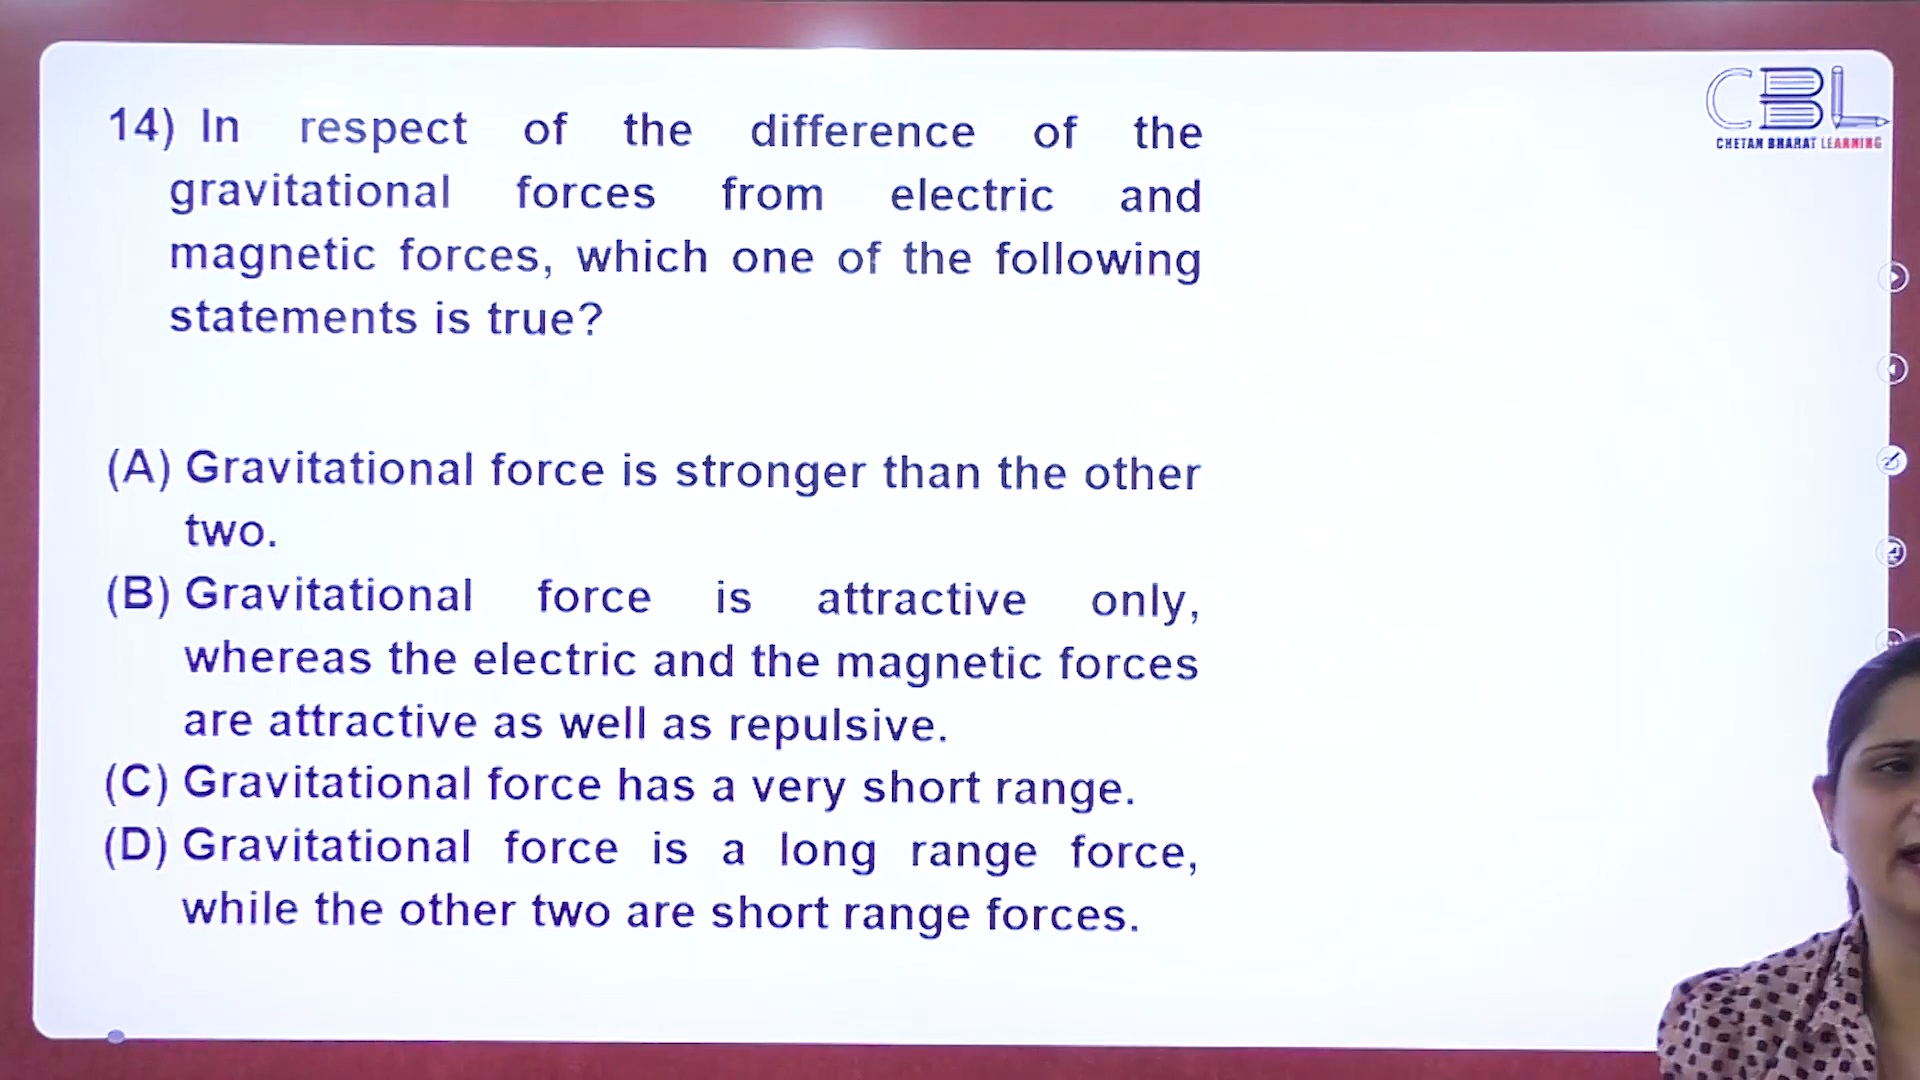 CBL
CHETAN BHARAT LEARNING
14) In respect of the difference of the
gravitational forces from electric and
magnetic forces, which one of the following
statements is true?
(A) Gravitational force is stronger than the other
two.
(B) Gravitational force is attractive only,
whereas the electric and the magnetic forces
are attractive as well as repulsive.
(C) Gravitational force has a very short range.
(D) Gravitational force is a long range force,
while the other two are short range forces.